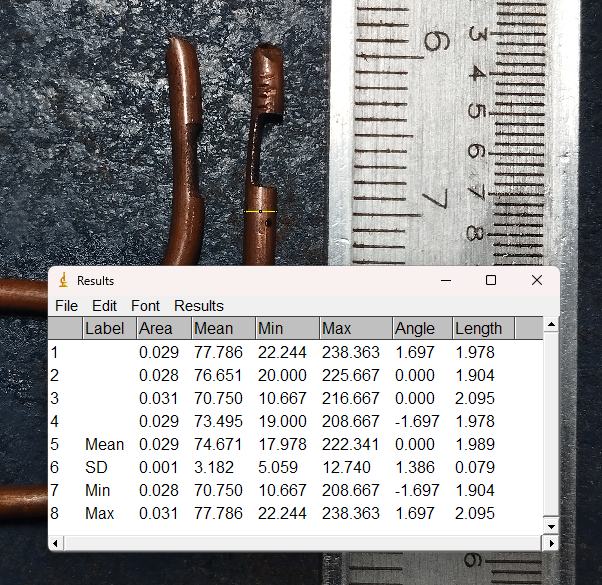 6
3
4
5
6
7
7
8
Results
File Edit Font Results
Label Area Mean Min Max Angle Length
1 0.029 77.786 22.244 238.363 1.697 1.978
2 0.028 76.651 20.000 225.667 0.000 1.904
3 0.031 70.750 10.667 216.667 0.000 2.095
4 0.029 73.495 19.000 208.667 -1.697 1.978
5 Mean 0.029 74.671 17.978 222.341 0.000 1.989
6 SD 0.001 3.182 5.059 12.740 1.386 0.079
7 Min 0.028 70.750 10.667 208.667 -1.697 1.904
8 Max 0.031 77.786 22.244 238.363 1.697 2.095